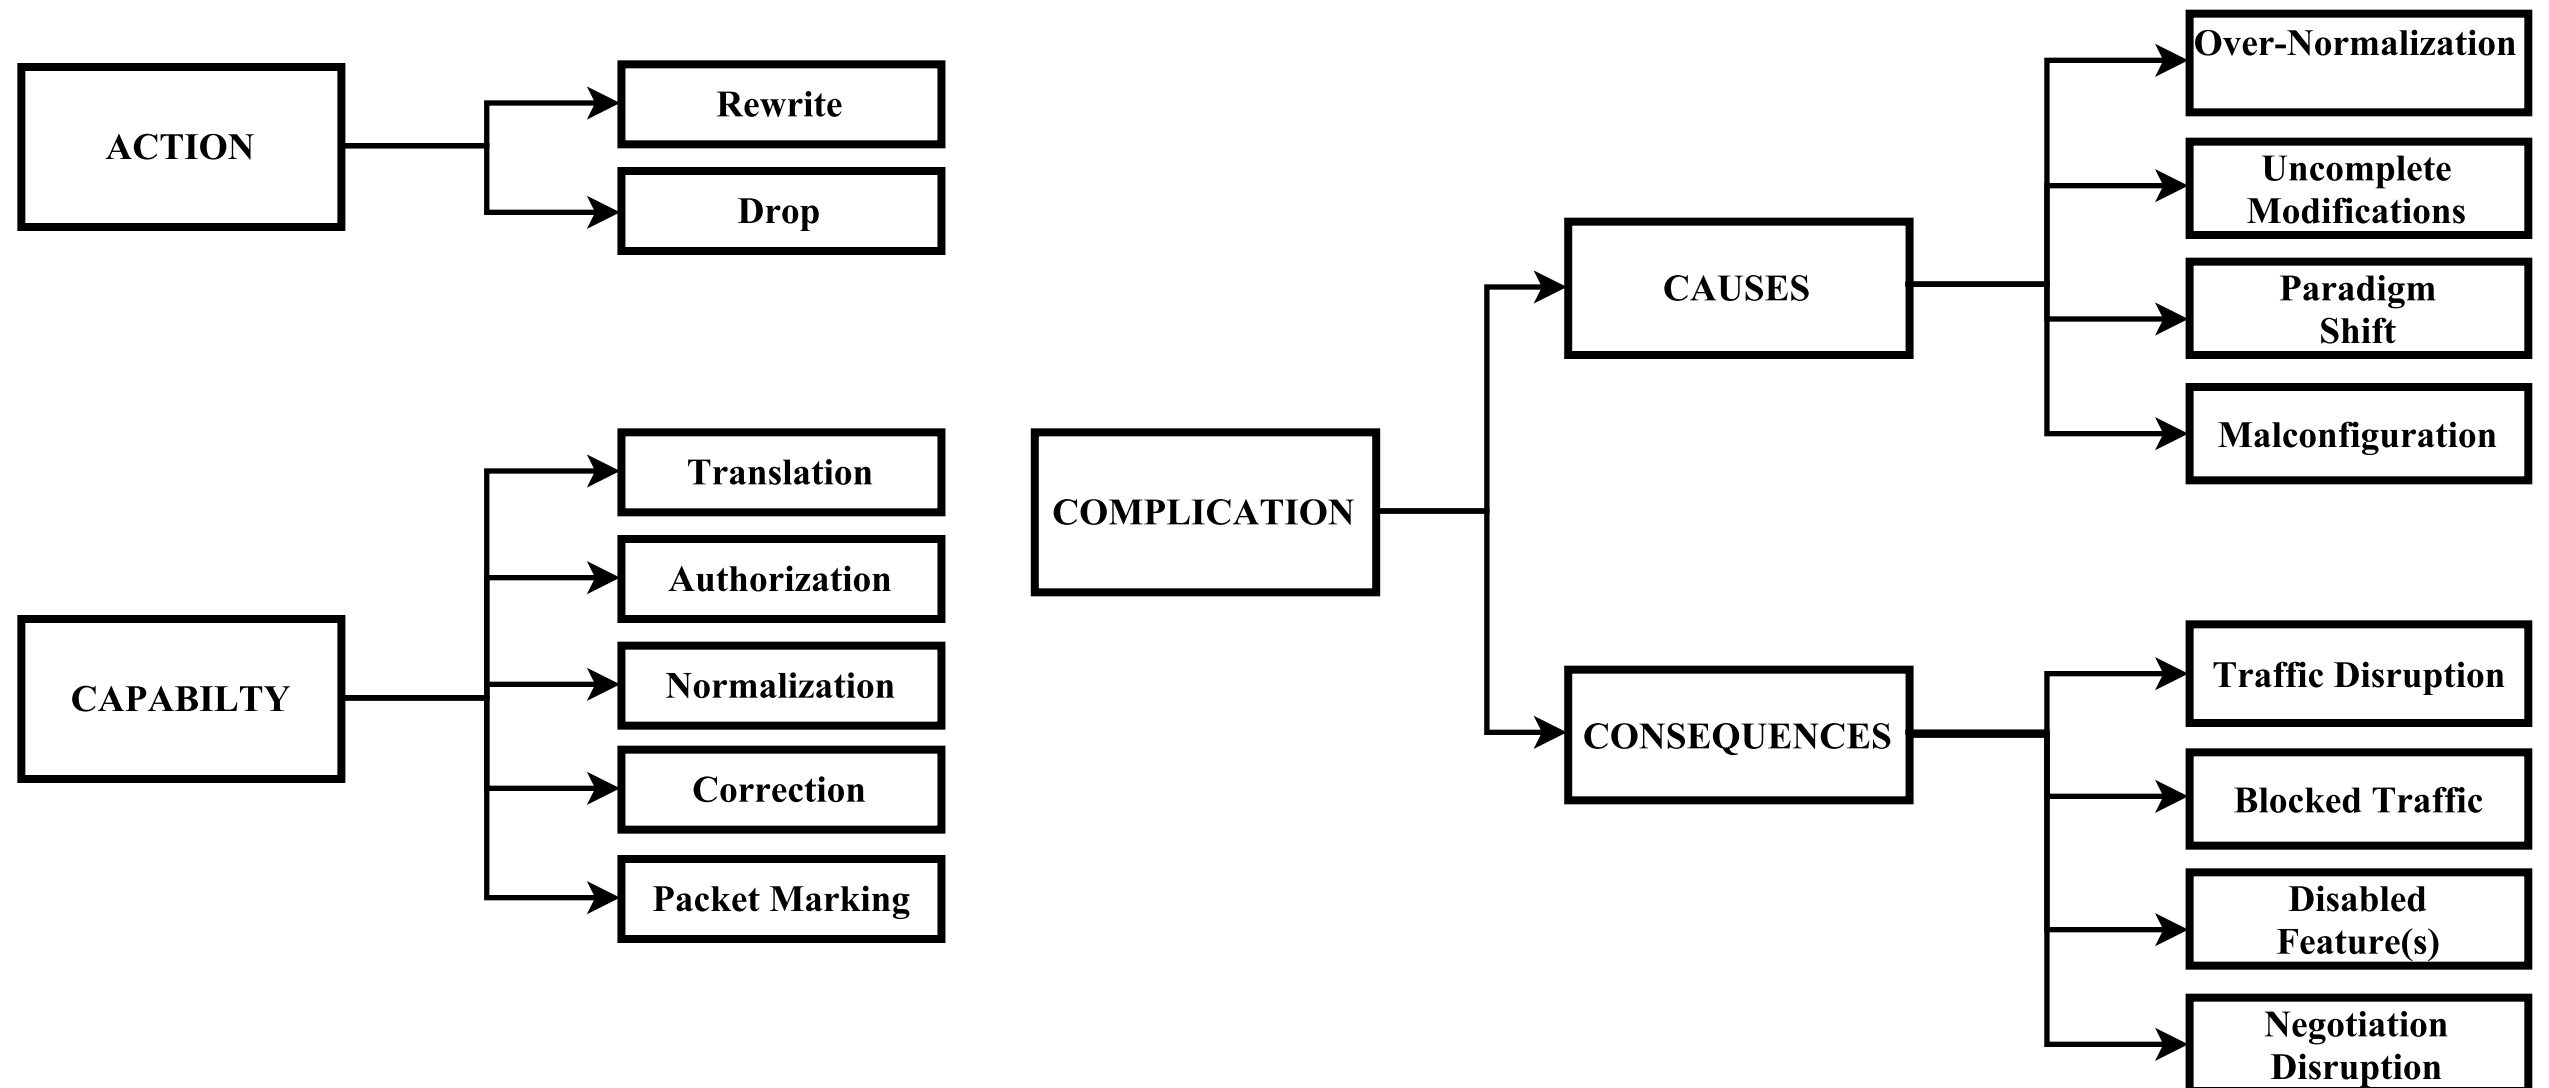 ACTION
Rewrite
Drop
CAPABILTY
Translation
Authorization
Normalization
Correction
Packet Marking
COMPLICATION
CAUSES
Over-Normalization
Uncomplete
Modifications
Paradigm
Shift
Malconfiguration
CONSEQUENCES
Traffic Disruption
Blocked Traffic
Disabled
Feature(s)
Negotiation
Disruption